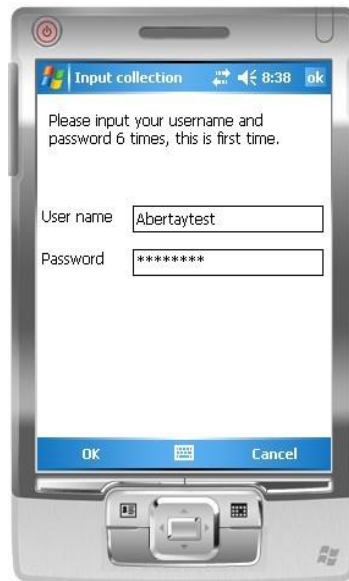 Input collection 8:38 ok
Please input your username and
password 6 times, this is first time.
User name Abertaytest
Password ********
OK Cancel